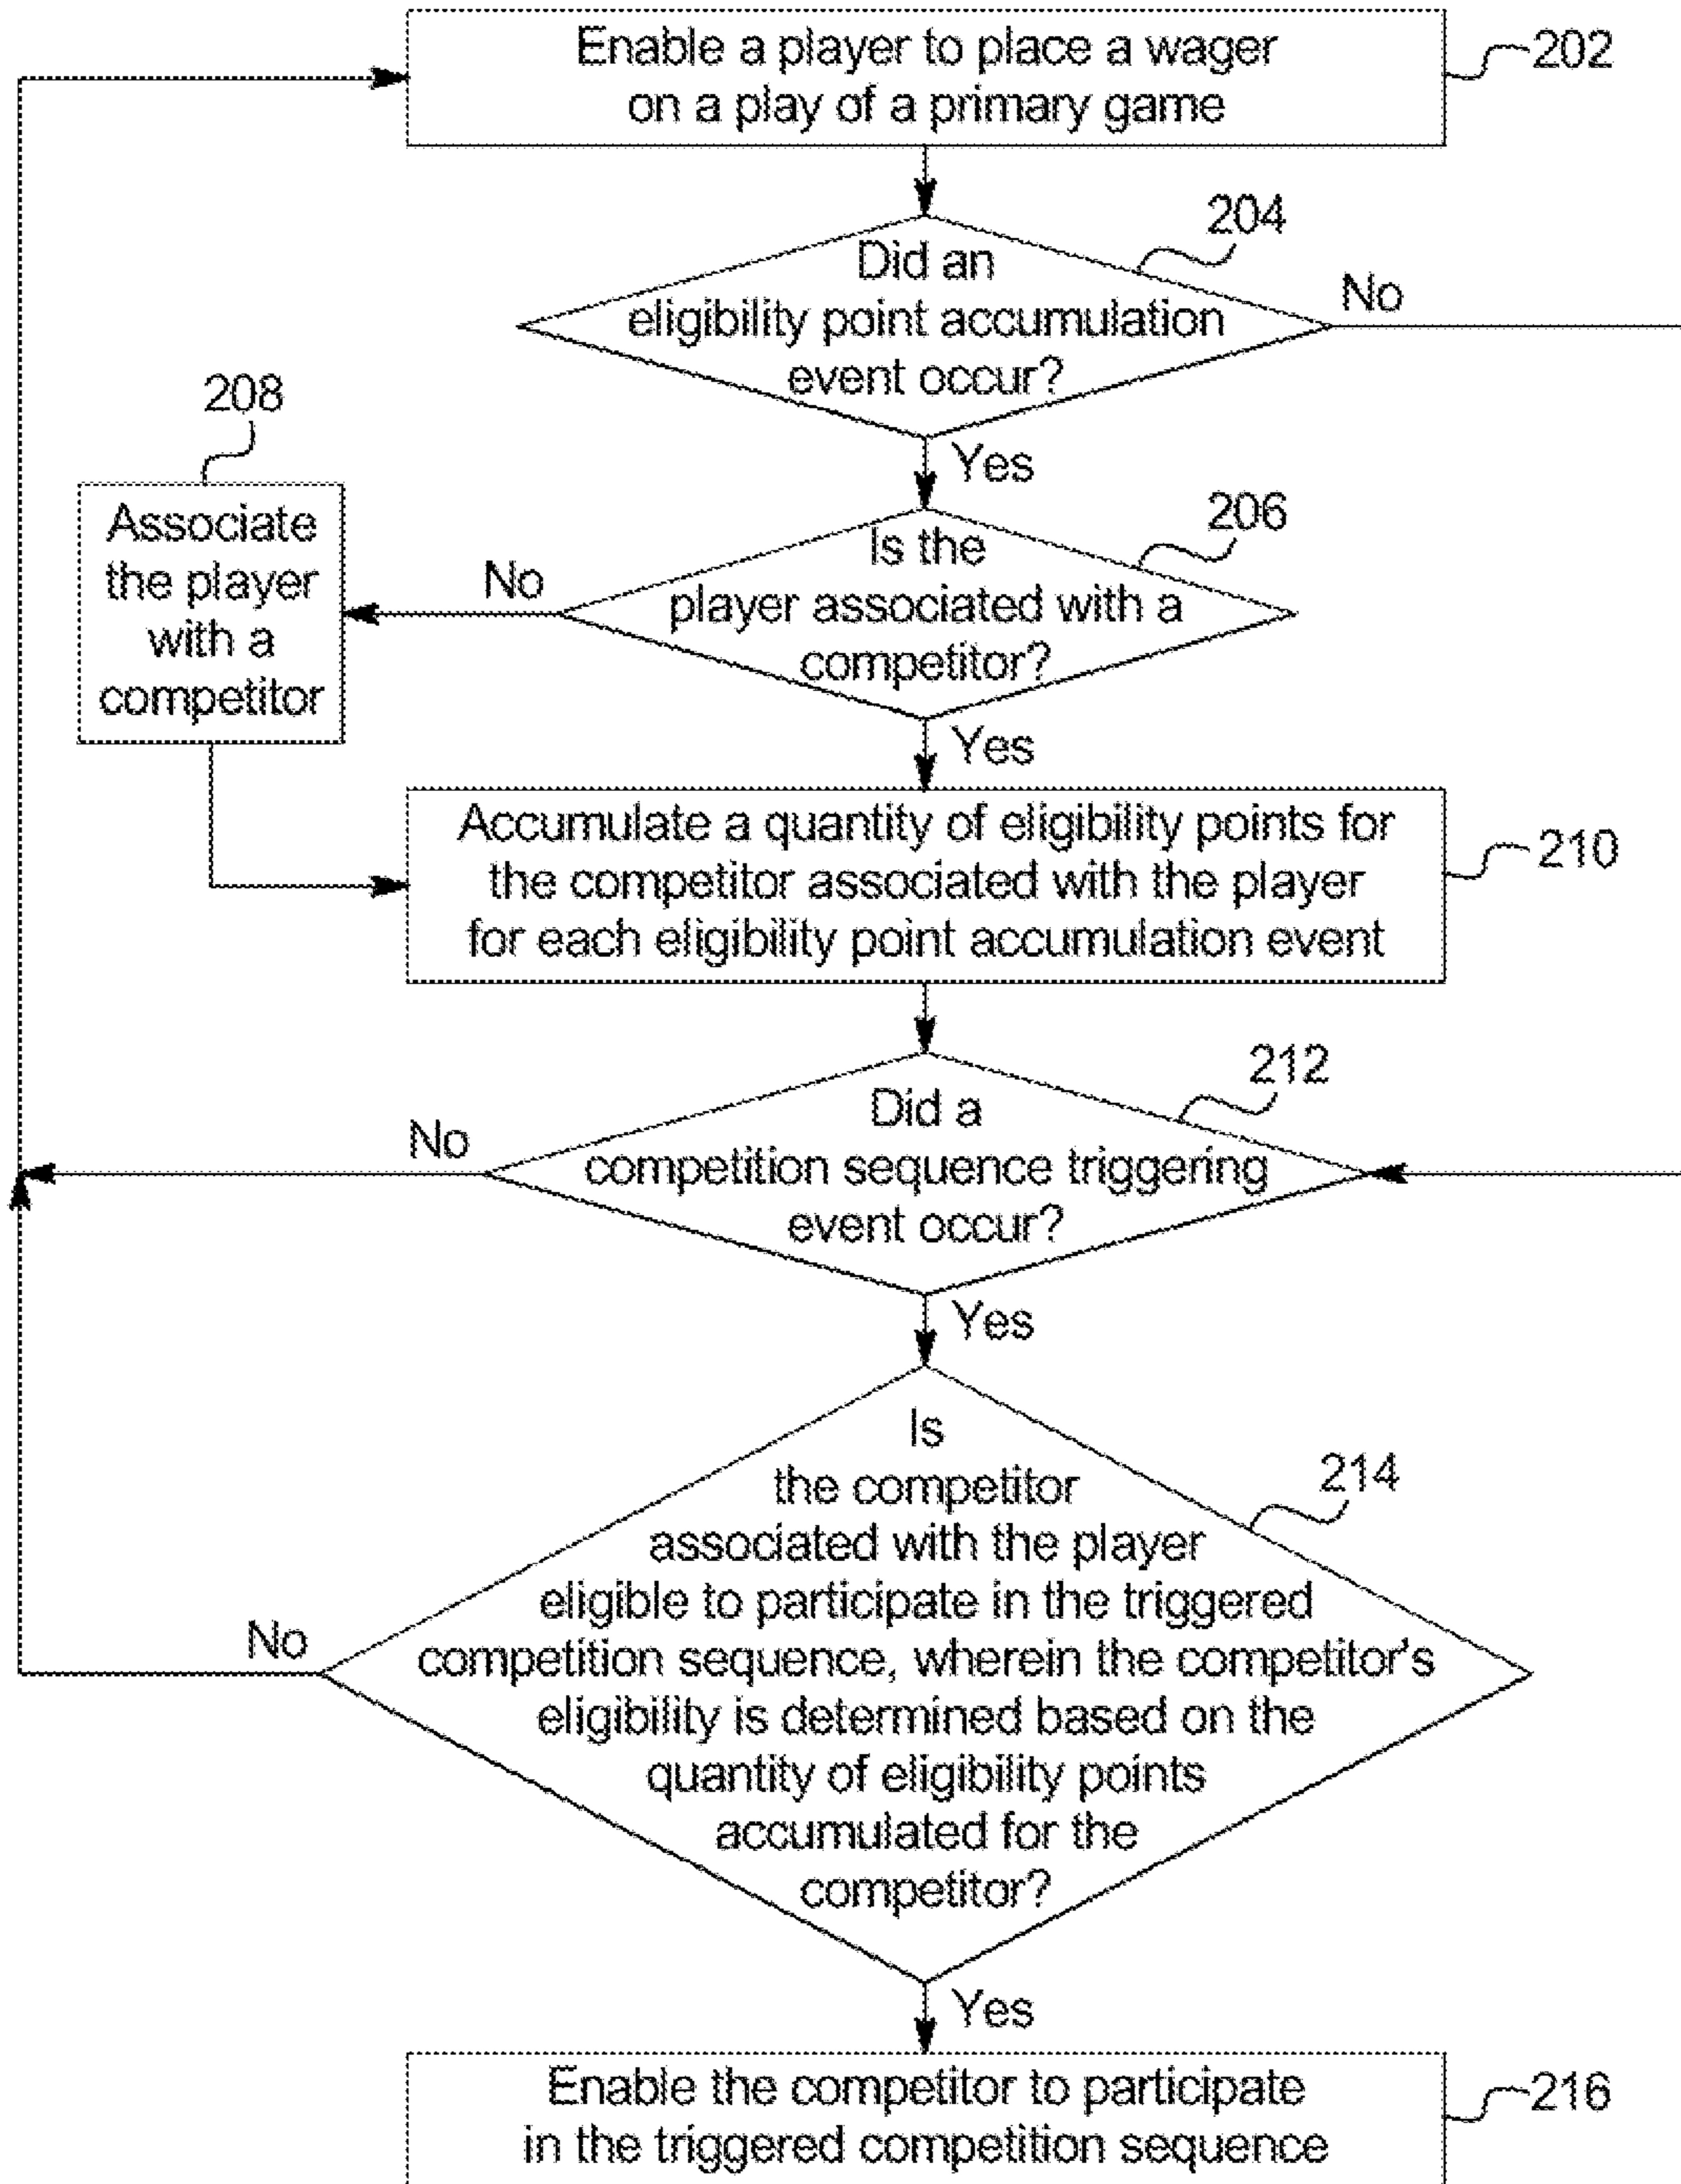 Enable a player to place a wager
on a play of a primary game
202
204
Did an
eligibility point accumulation
event occur?
No
Yes
208
Associate
the player
with a
competitor
206
Is the
player associated with a
competitor?
No
Yes
Accumulate a quantity of eligibility points for
the competitor associated with the player
for each eligibility point accumulation event
210
212
Did a
competition sequence triggering
event occur?
No
Yes
214
Is
the competitor
associated with the player
eligible to participate in the triggered
competition sequence, wherein the competitor's
eligibility is determined based on the
quantity of eligibility points
accumulated for the
competitor?
No
Yes
Enable the competitor to participate
in the triggered competition sequence
216